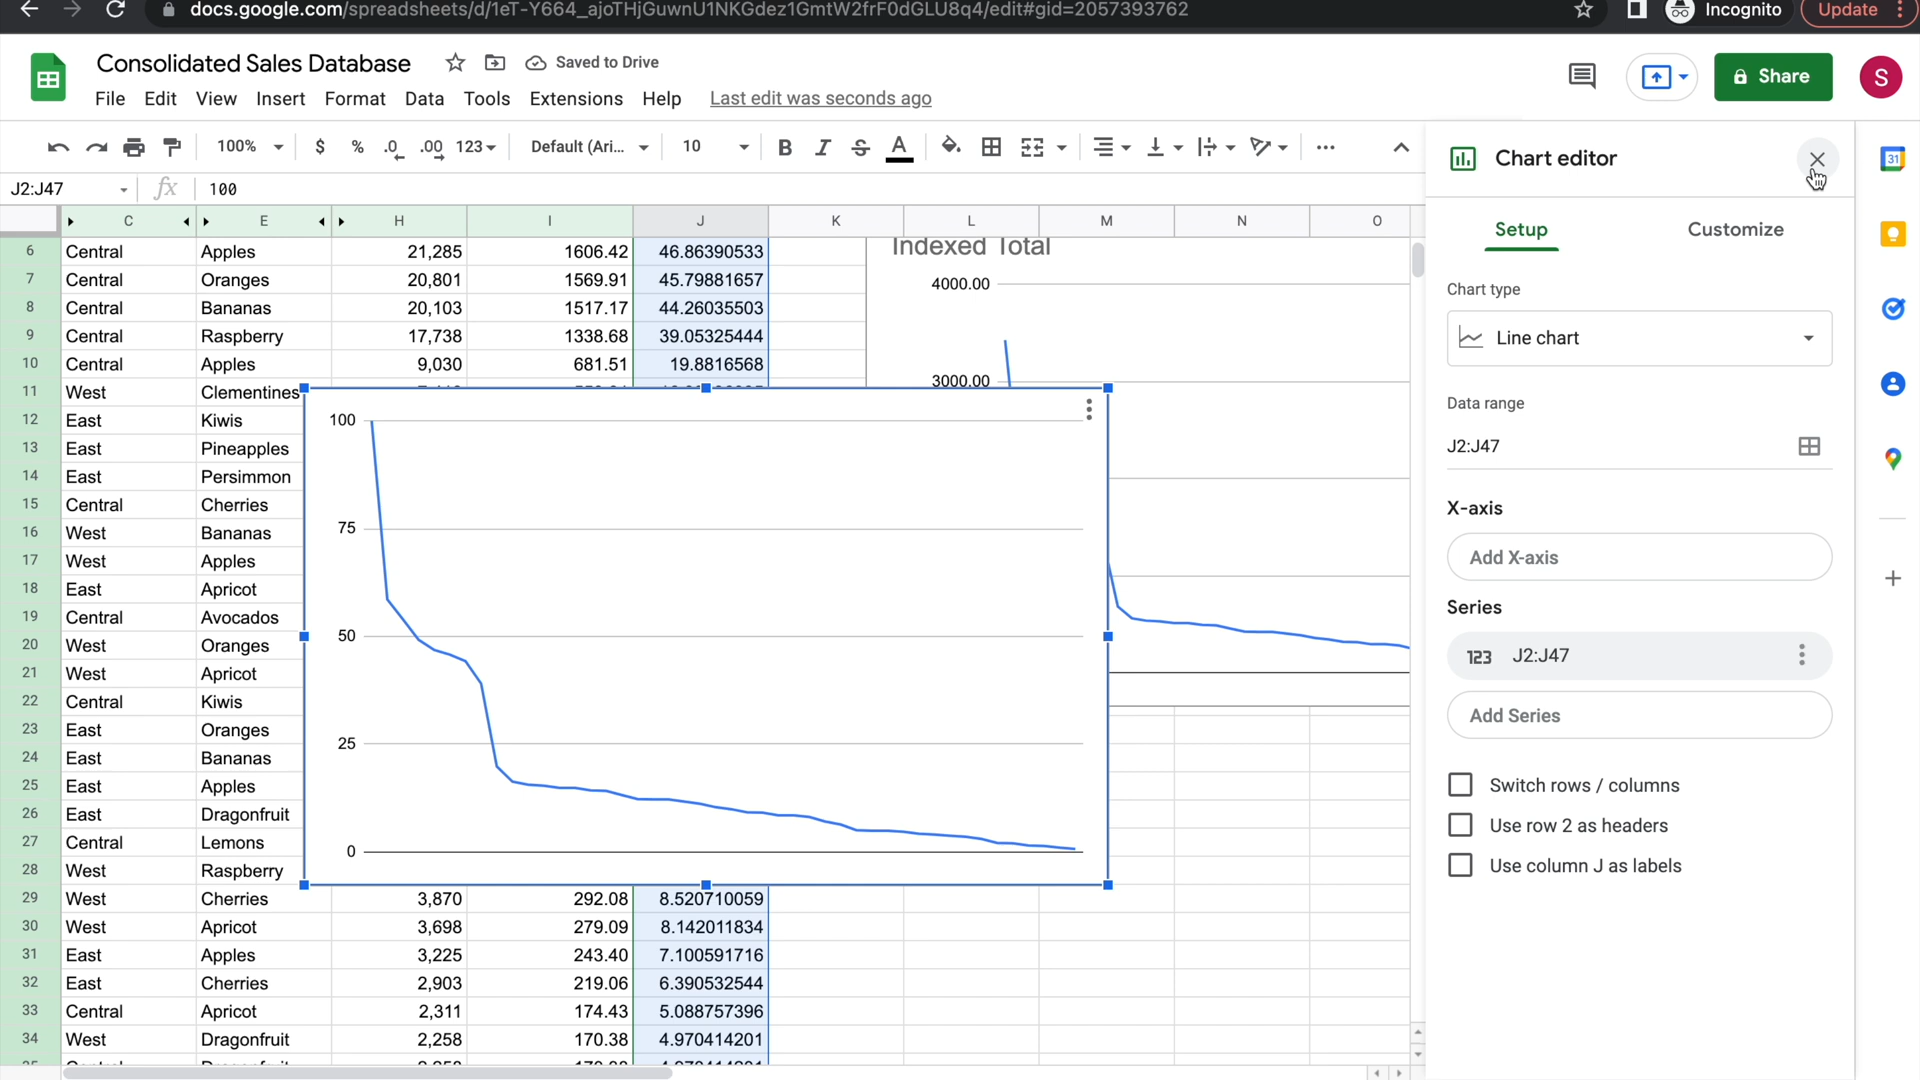 docs.google.com/spreadsheets/d/1eT-Y664_ajoTHjGuwnU1NKGdez1GmtW2frF0dGLU8q4/edit#gid=2057393762
Incognito
Update
Consolidated Sales Database
Saved to Drive
Share
S
File Edit View Insert Format Data Tools Extensions Help Last edit was seconds ago
100% $ % .0 .00 123 Default (Ari... 10 B I S A
J2:J47 fx 100
C E H I J K L M N O
6 Central Apples 21,285 1606.42 46.86390533
7 Central Oranges 20,801 1569.91 45.79881657
8 Central Bananas 20,103 1517.17 44.26035503
9 Central Raspberry 17,738 1338.68 39.05325444
10 Central Apples 9,030 681.51 19.8816568
11 West Clementines
12 East Kiwis
13 East Pineapples
14 East Persimmon
15 Central Cherries
16 West Bananas
17 West Apples
18 East Apricot
19 Central Avocados
20 West Oranges
21 West Apricot
22 Central Kiwis
23 East Oranges
24 East Bananas
25 East Apples
26 East Dragonfruit
27 Central Lemons
28 West Raspberry
29 West Cherries 3,870 292.08 8.520710059
30 West Apricot 3,698 279.09 8.142011834
31 East Apples 3,225 243.40 7.100591716
32 East Cherries 2,903 219.06 6.390532544
33 Central Apricot 2,311 174.43 5.088757396
34 West Dragonfruit 2,258 170.38 4.970414201
Indexed Total
4000.00
3000.00
100
75
50
25
0
Chart editor
Setup
Customize
Chart type
Line chart
Data range
J2:J47
X-axis
Add X-axis
Series
123 J2:J47
Add Series
Switch rows / columns
Use row 2 as headers
Use column J as labels
31